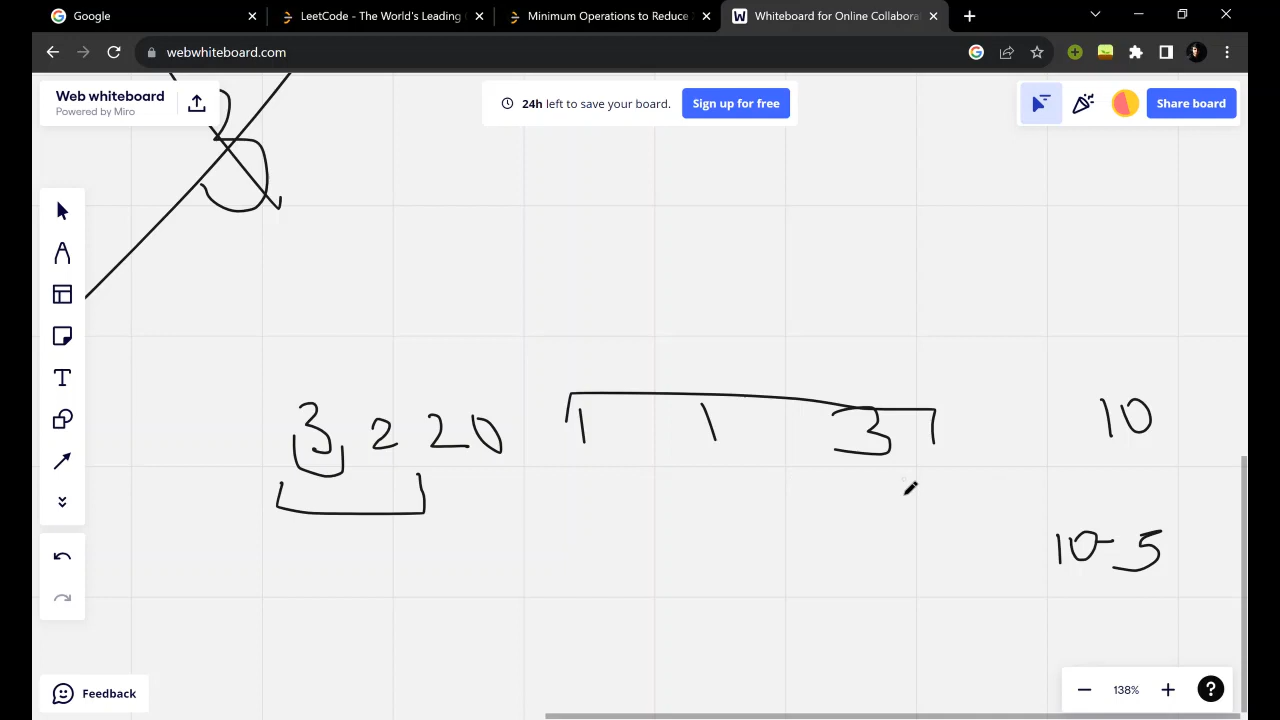 Google
LeetCode - The World's Leading
Minimum Operations to Reduce
Whiteboard for Online Collabora
webwhiteboard.com
Web whiteboard
Powered by Miro
24h left to save your board.
Sign up for free
Share board
3 2 20 1 1 3
10
10-5
Feedback
138%